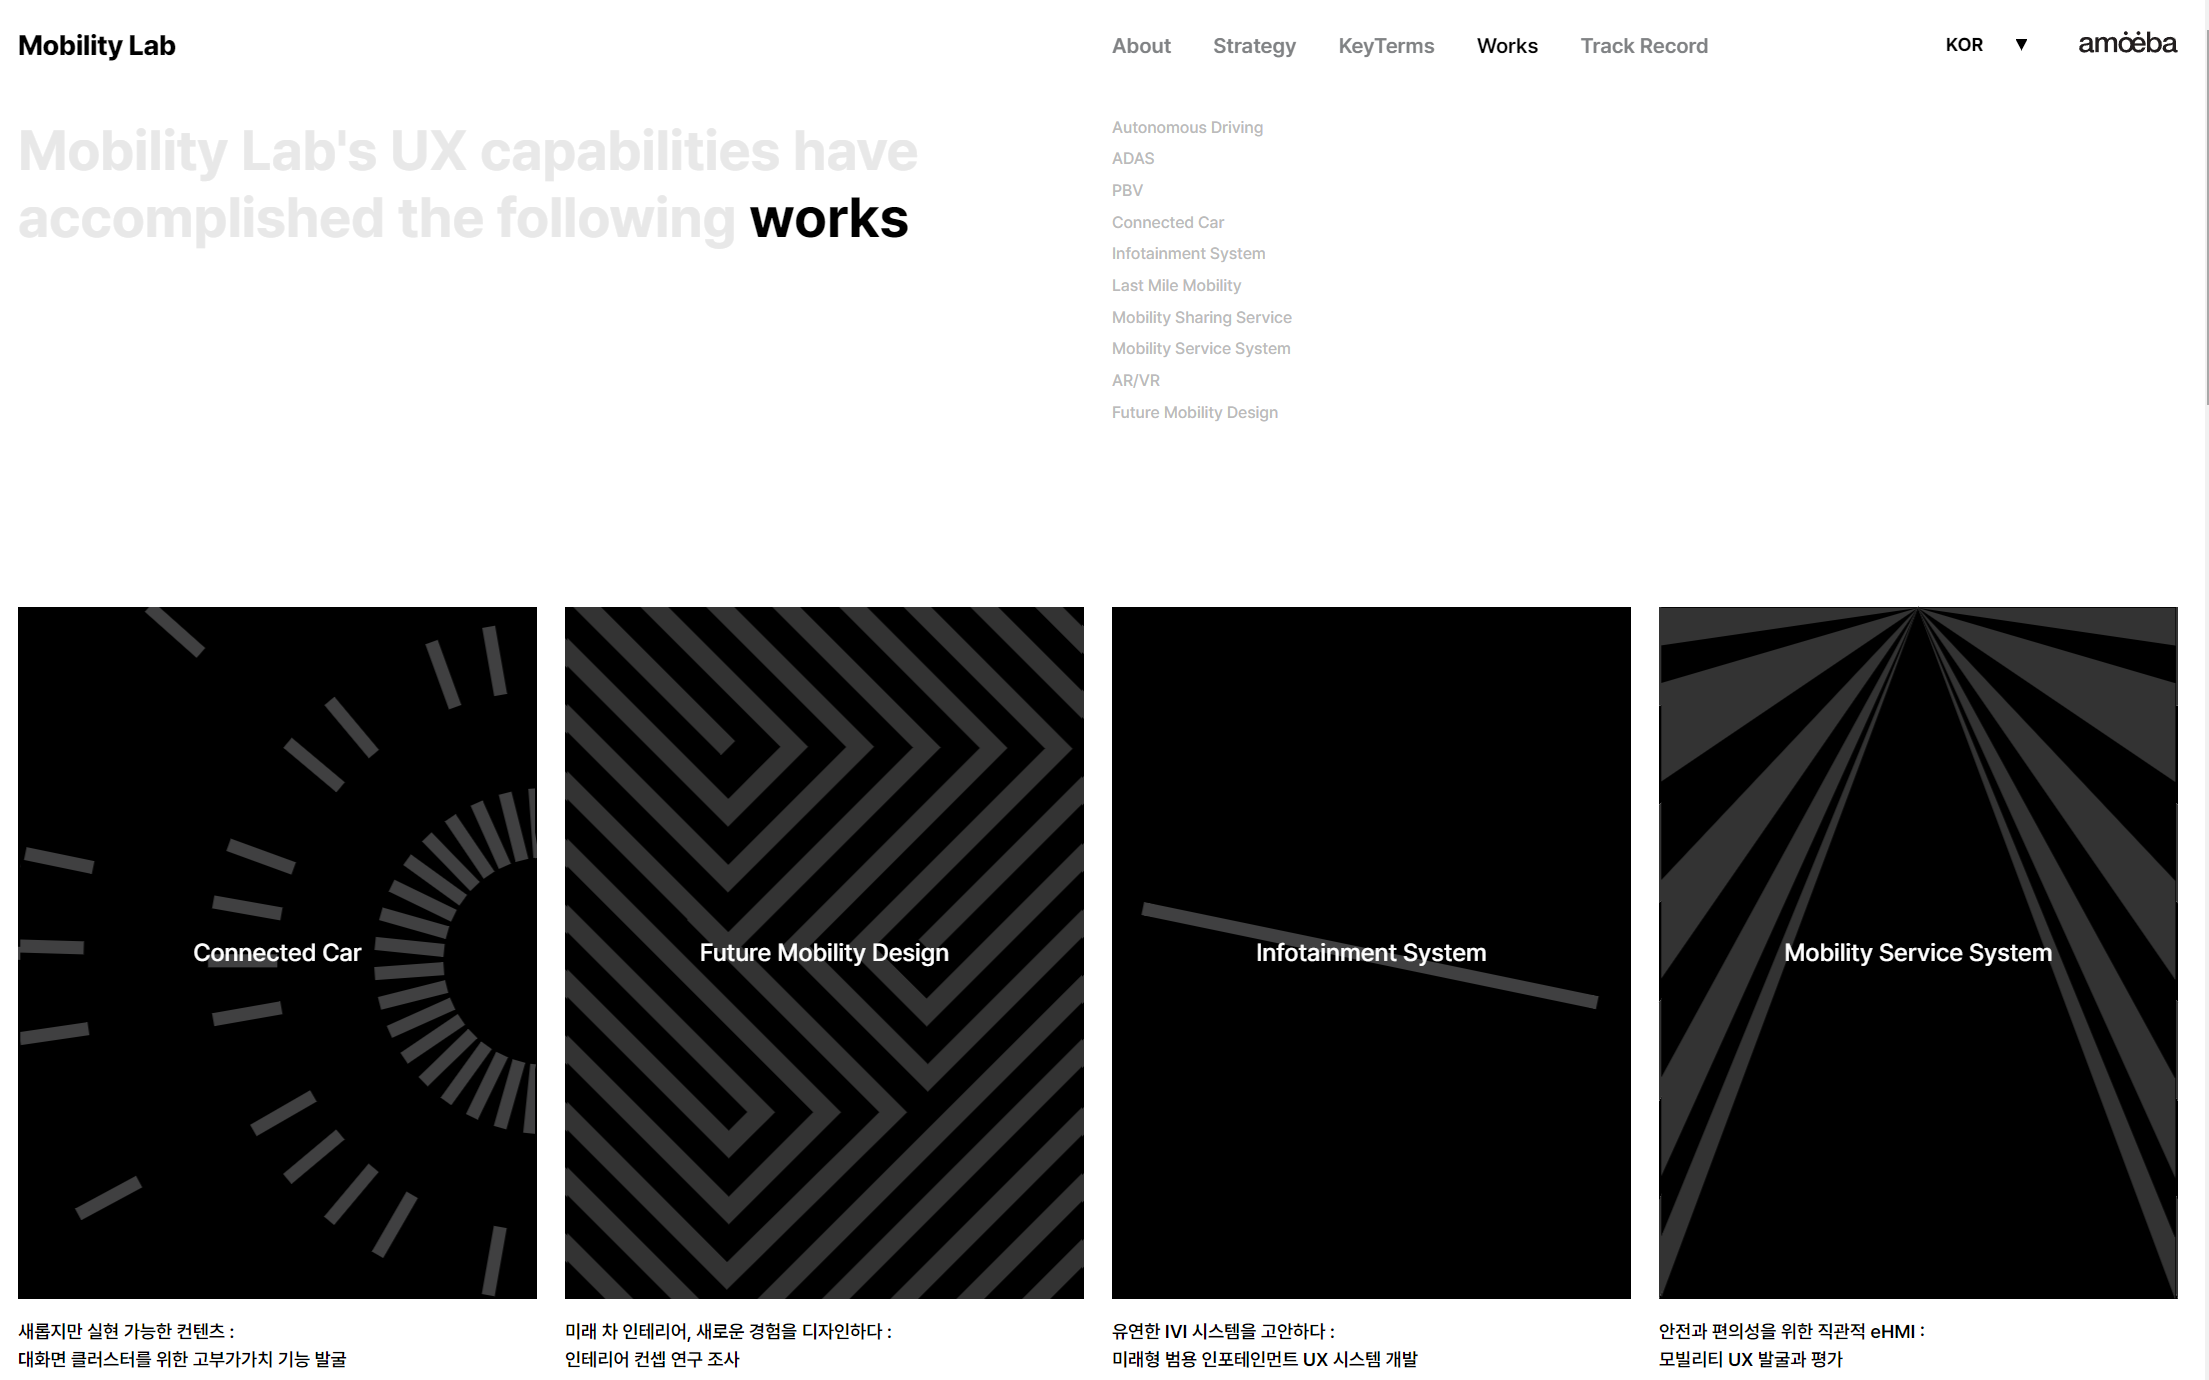 Mobility Lab
About Strategy KeyTerms Works Track Record
KOR ▼
amöëba
Mobility Lab's UX capabilities have
accomplished the following works
Autonomous Driving
ADAS
PBV
Connected Car
Infotainment System
Last Mile Mobility
Mobility Sharing Service
Mobility Service System
AR/VR
Future Mobility Design
Connected Car
Future Mobility Design
Infotainment System
Mobility Service System
새롭지만 실현 가능한 컨텐츠 :
대화면 클러스터를 위한 고부가가치 기능 발굴
미래 차 인테리어, 새로운 경험을 디자인하다 :
인테리어 컨셉 연구 조사
유연한 IVI 시스템을 고안하다 :
미래형 범용 인포테인먼트 UX 시스템 개발
안전과 편의성을 위한 직관적 eHMI :
모빌리티 UX 발굴과 평가